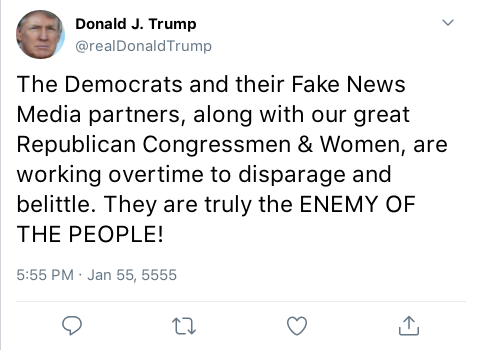 Donald J. Trump
@realDonaldTrump
The Democrats and their Fake News
Media partners, along with our great
Republican Congressmen & Women, are
working overtime to disparage and
belittle. They are truly the ENEMY OF
THE PEOPLE!
5:55 PM · Jan 55, 5555